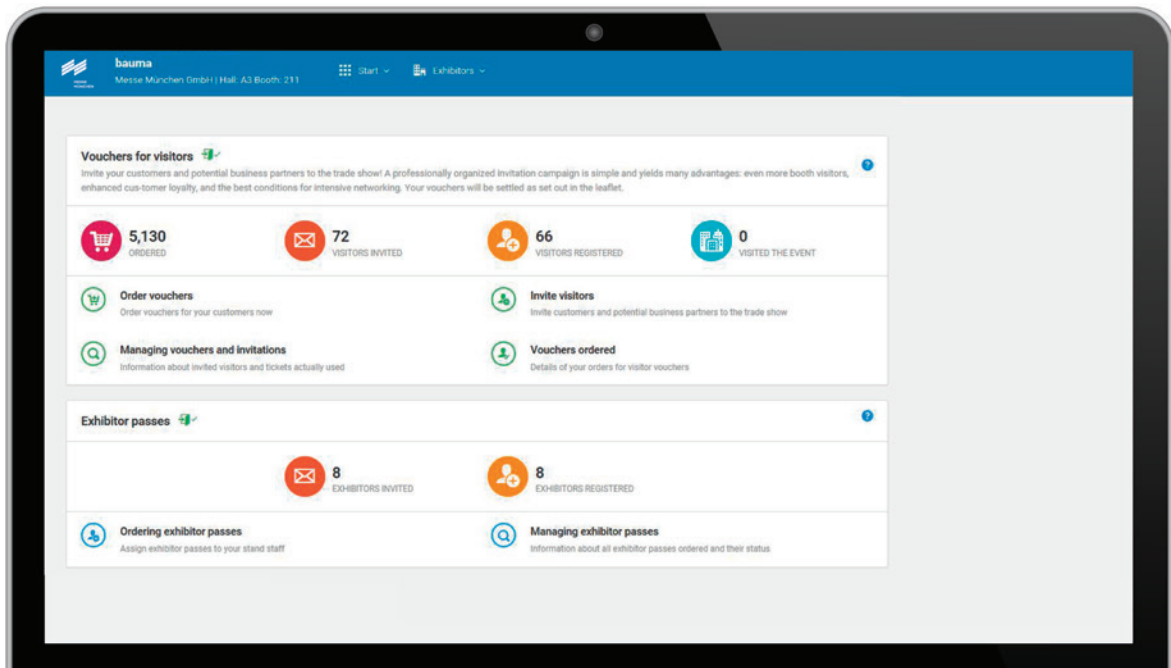 bauma
Messe München GmbH | Hall: A3 Booth: 211
Start
Exhibitors
MESSE
MÜNCHEN
Vouchers for visitors
Invite your customers and potential business partners to the trade show! A professionally organized invitation campaign is simple and yields many advantages: even more booth visitors,
enhanced cus-tomer loyalty, and the best conditions for intensive networking. Your vouchers will be settled as set out in the leaflet.
?
5,130
ORDERED
72
VISITORS INVITED
66
VISITORS REGISTERED
0
VISITED THE EVENT
Order vouchers
Order vouchers for your customers now
Invite visitors
Invite customers and potential business partners to the trade show
Managing vouchers and invitations
Information about invited visitors and tickets actually used
Vouchers ordered
Details of your orders for visitor vouchers
Exhibitor passes
?
8
EXHIBITORS INVITED
8
EXHIBITORS REGISTERED
Ordering exhibitor passes
Assign exhibitor passes to your stand staff
Managing exhibitor passes
Information about all exhibitor passes ordered and their status